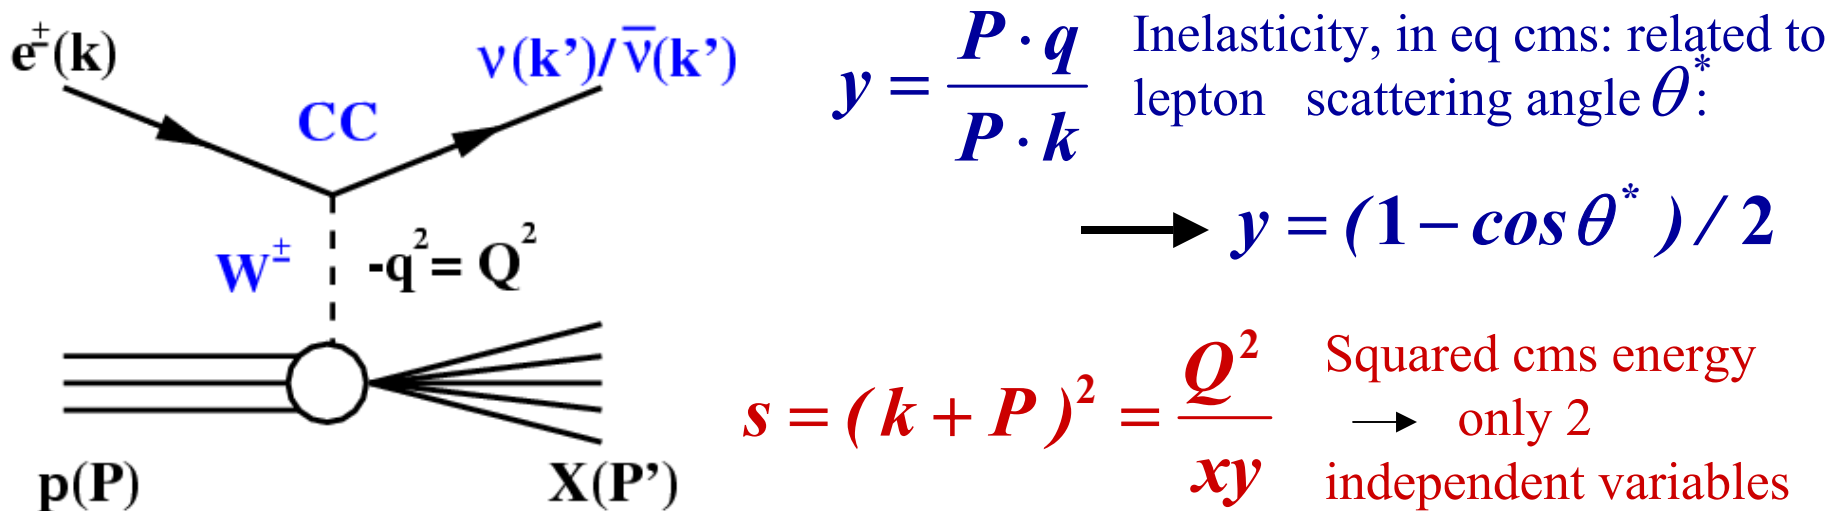 e±(k)
ν(k’)/ν̅(k’)
CC
W±
-q²= Q²
p(P)
X(P’)
y = P · q / P · k
Inelasticity, in eq cms: related to
lepton scattering angle θ*:
y = (1 – cos θ* ) / 2
s = ( k + P )² = Q² / xy
Squared cms energy
→ only 2
independent variables